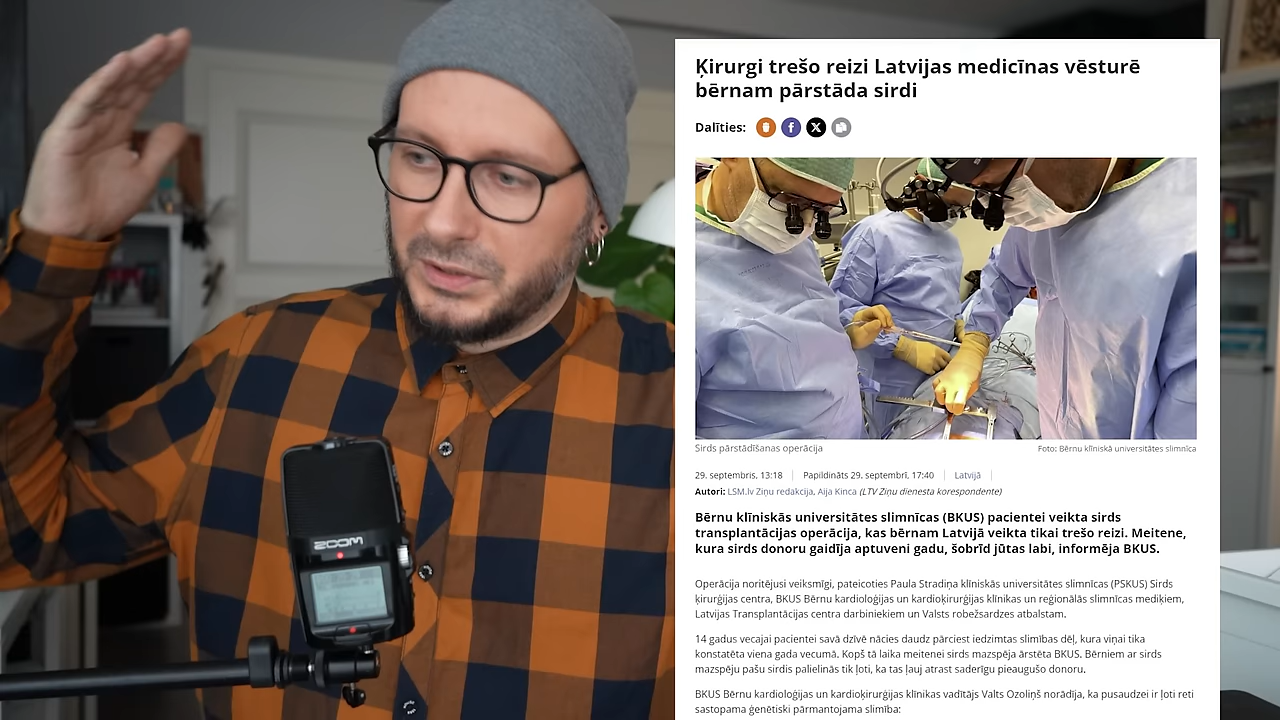 Ķirurgi trešo reizi Latvijas medicīnas vēsturē
bērnam pārstāda sirdi
Dalīties:
Sirds pārstādīšanas operācija
Foto: Bērnu klīniskā universitātes slimnīca
29. septembris, 13:18
Papildināts 29. septembrī, 17:40
Latvijā
Autori: LSM.lv Ziņu redakcija, Aija Kinca (LTV Ziņu dienesta korespondente)
Bērnu klīniskās universitātes slimnīcas (BKUS) pacientei veikta sirds
transplantācijas operācija, kas bērnam Latvijā veikta tikai trešo reizi. Meitene,
kura sirds donoru gaidīja aptuveni gadu, šobrīd jūtas labi, informēja BKUS.
Operācija noritējusi veiksmīgi, pateicoties Paula Stradiņa klīniskās universitātes slimnīcas (PSKUS) Sirds
ķirurģijas centra, BKUS Bērnu kardioloģijas un kardioķirurģijas klīnikas un reģionālās slimnīcas mediķiem,
Latvijas Transplantācijas centra darbiniekiem un Valsts robežsardzes atbalstam.
14 gadus vecajai pacientei savā dzīvē nācies daudz pārciest iedzimtas slimības dēļ, kura viņai tika
konstatēta viena gada vecumā. Kopš tā laika meitenei sirds mazspēja ārstēta BKUS. Bērniem ar sirds
mazspēju pašu sirdis palielinās tik ļoti, ka tas ļauj atrast saderīgu pieaugušo donoru.
BKUS Bērnu kardioloģijas un kardioķirurģijas klīnikas vadītājs Valts Ozoliņš norādīja, ka pusaudzei ir ļoti reti
sastopama ģenētiski pārmantojama slimība:
ZOOM